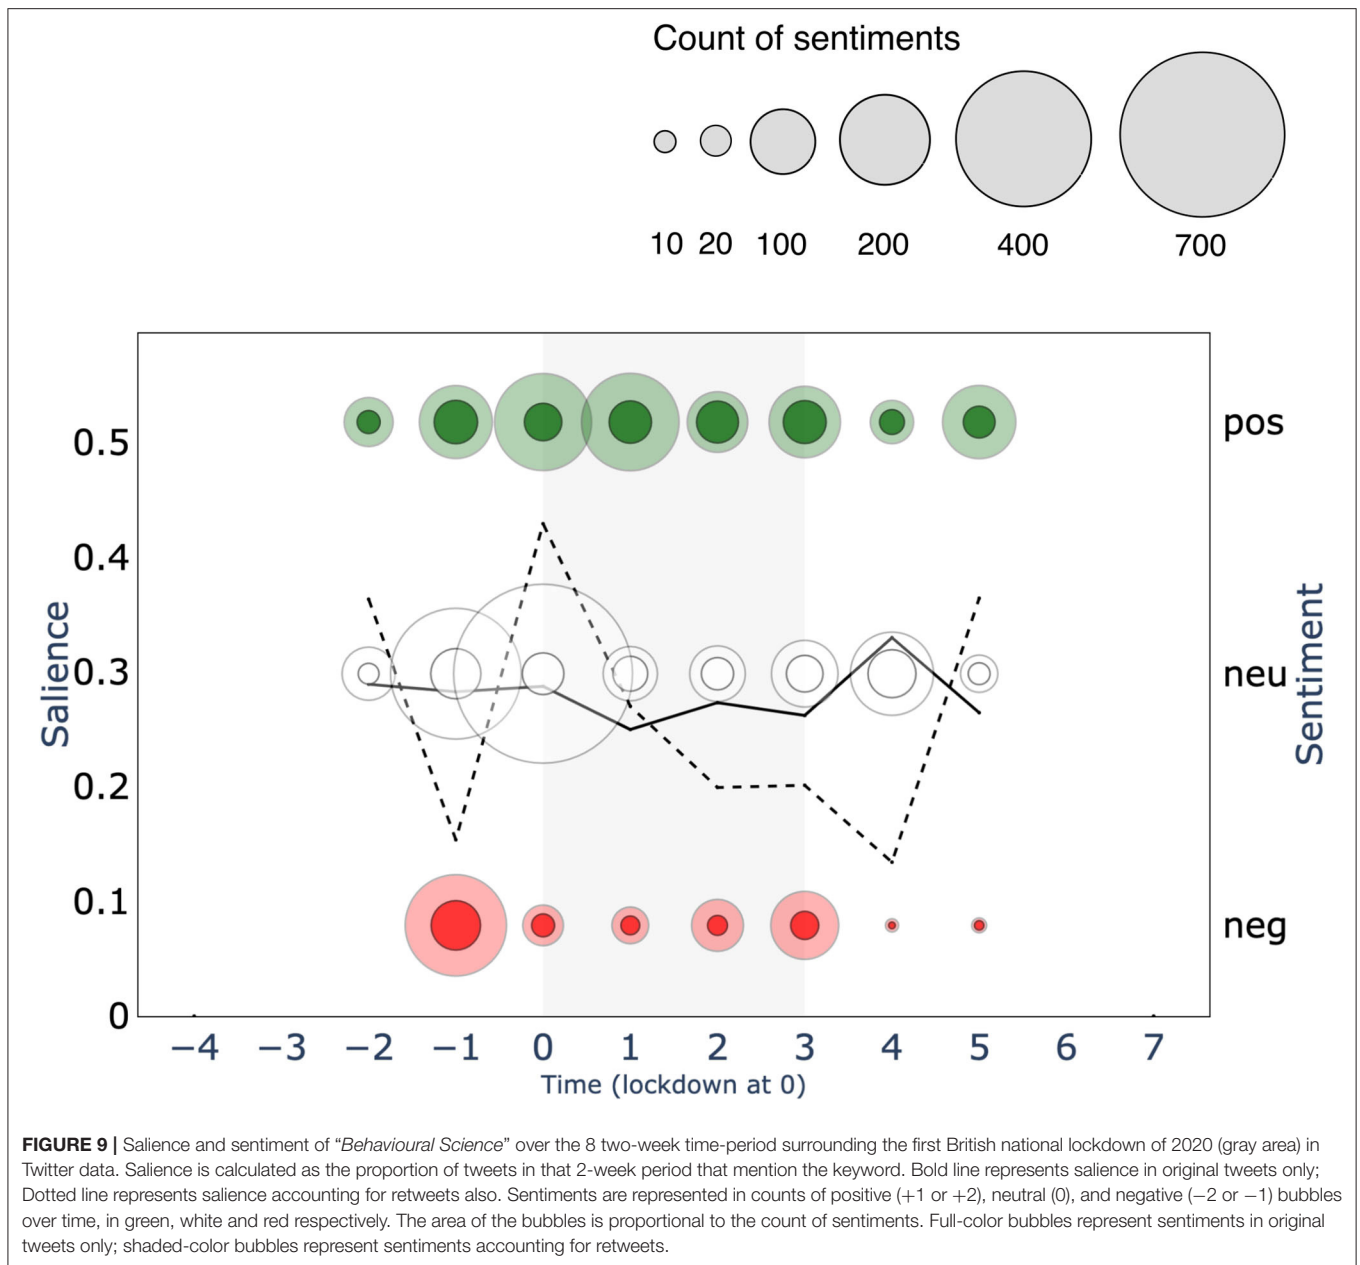 Count of sentiments
10 20 100 200 400 700
pos
0.5
0.4
Salience
0.3
neu
Sentiment
0.2
0.1
neg
0
−4 −3 −2 −1 0 1 2 3 4 5 6 7
Time (lockdown at 0)
FIGURE 9 | Salience and sentiment of “Behavioural Science” over the 8 two-week time-period surrounding the first British national lockdown of 2020 (gray area) in
Twitter data. Salience is calculated as the proportion of tweets in that 2-week period that mention the keyword. Bold line represents salience in original tweets only;
Dotted line represents salience accounting for retweets also. Sentiments are represented in counts of positive (+1 or +2), neutral (0), and negative (−2 or −1) bubbles
over time, in green, white and red respectively. The area of the bubbles is proportional to the count of sentiments. Full-color bubbles represent sentiments in original
tweets only; shaded-color bubbles represent sentiments accounting for retweets.